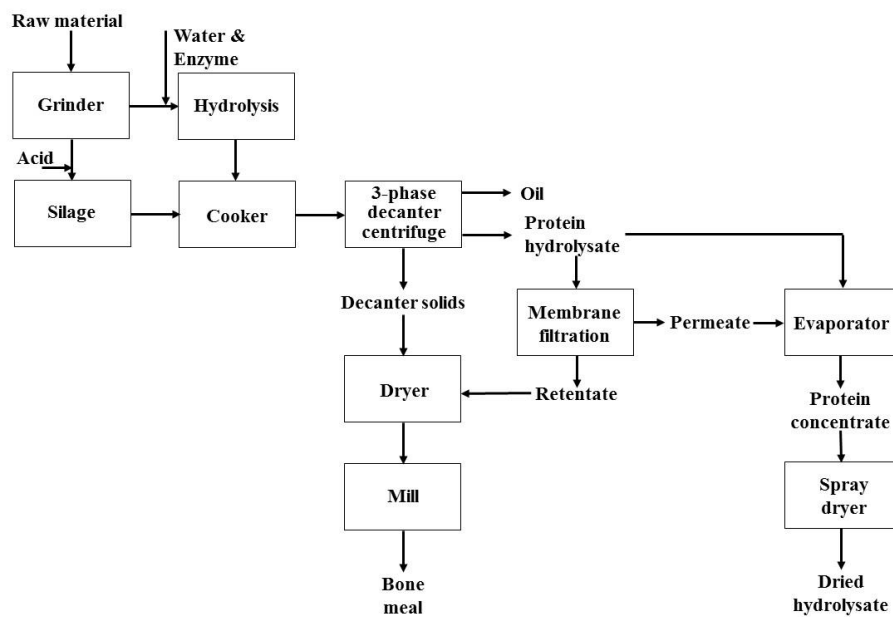 Raw material
Water &
Enzyme
Grinder
Hydrolysis
Acid
Silage
Cooker
3-phase
decanter
centrifuge
Oil
Protein
hydrolysate
Decanter solids
Membrane
filtration
Permeate
Evaporator
Dryer
Retentate
Protein
concentrate
Mill
Spray
dryer
Bone
meal
Dried
hydrolysate